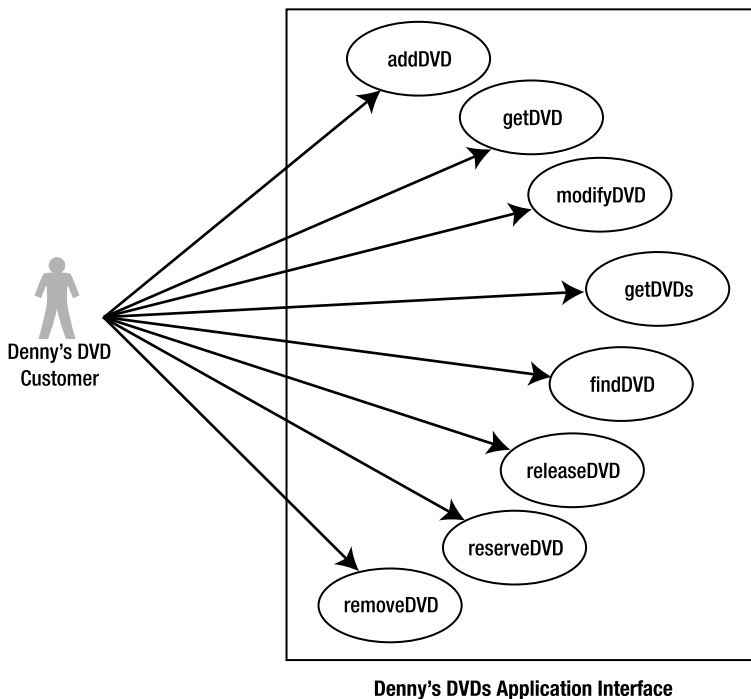 addDVD
getDVD
modifyDVD
getDVDs
Denny's DVD
Customer
findDVD
releaseDVD
reserveDVD
removeDVD
Denny's DVDs Application Interface